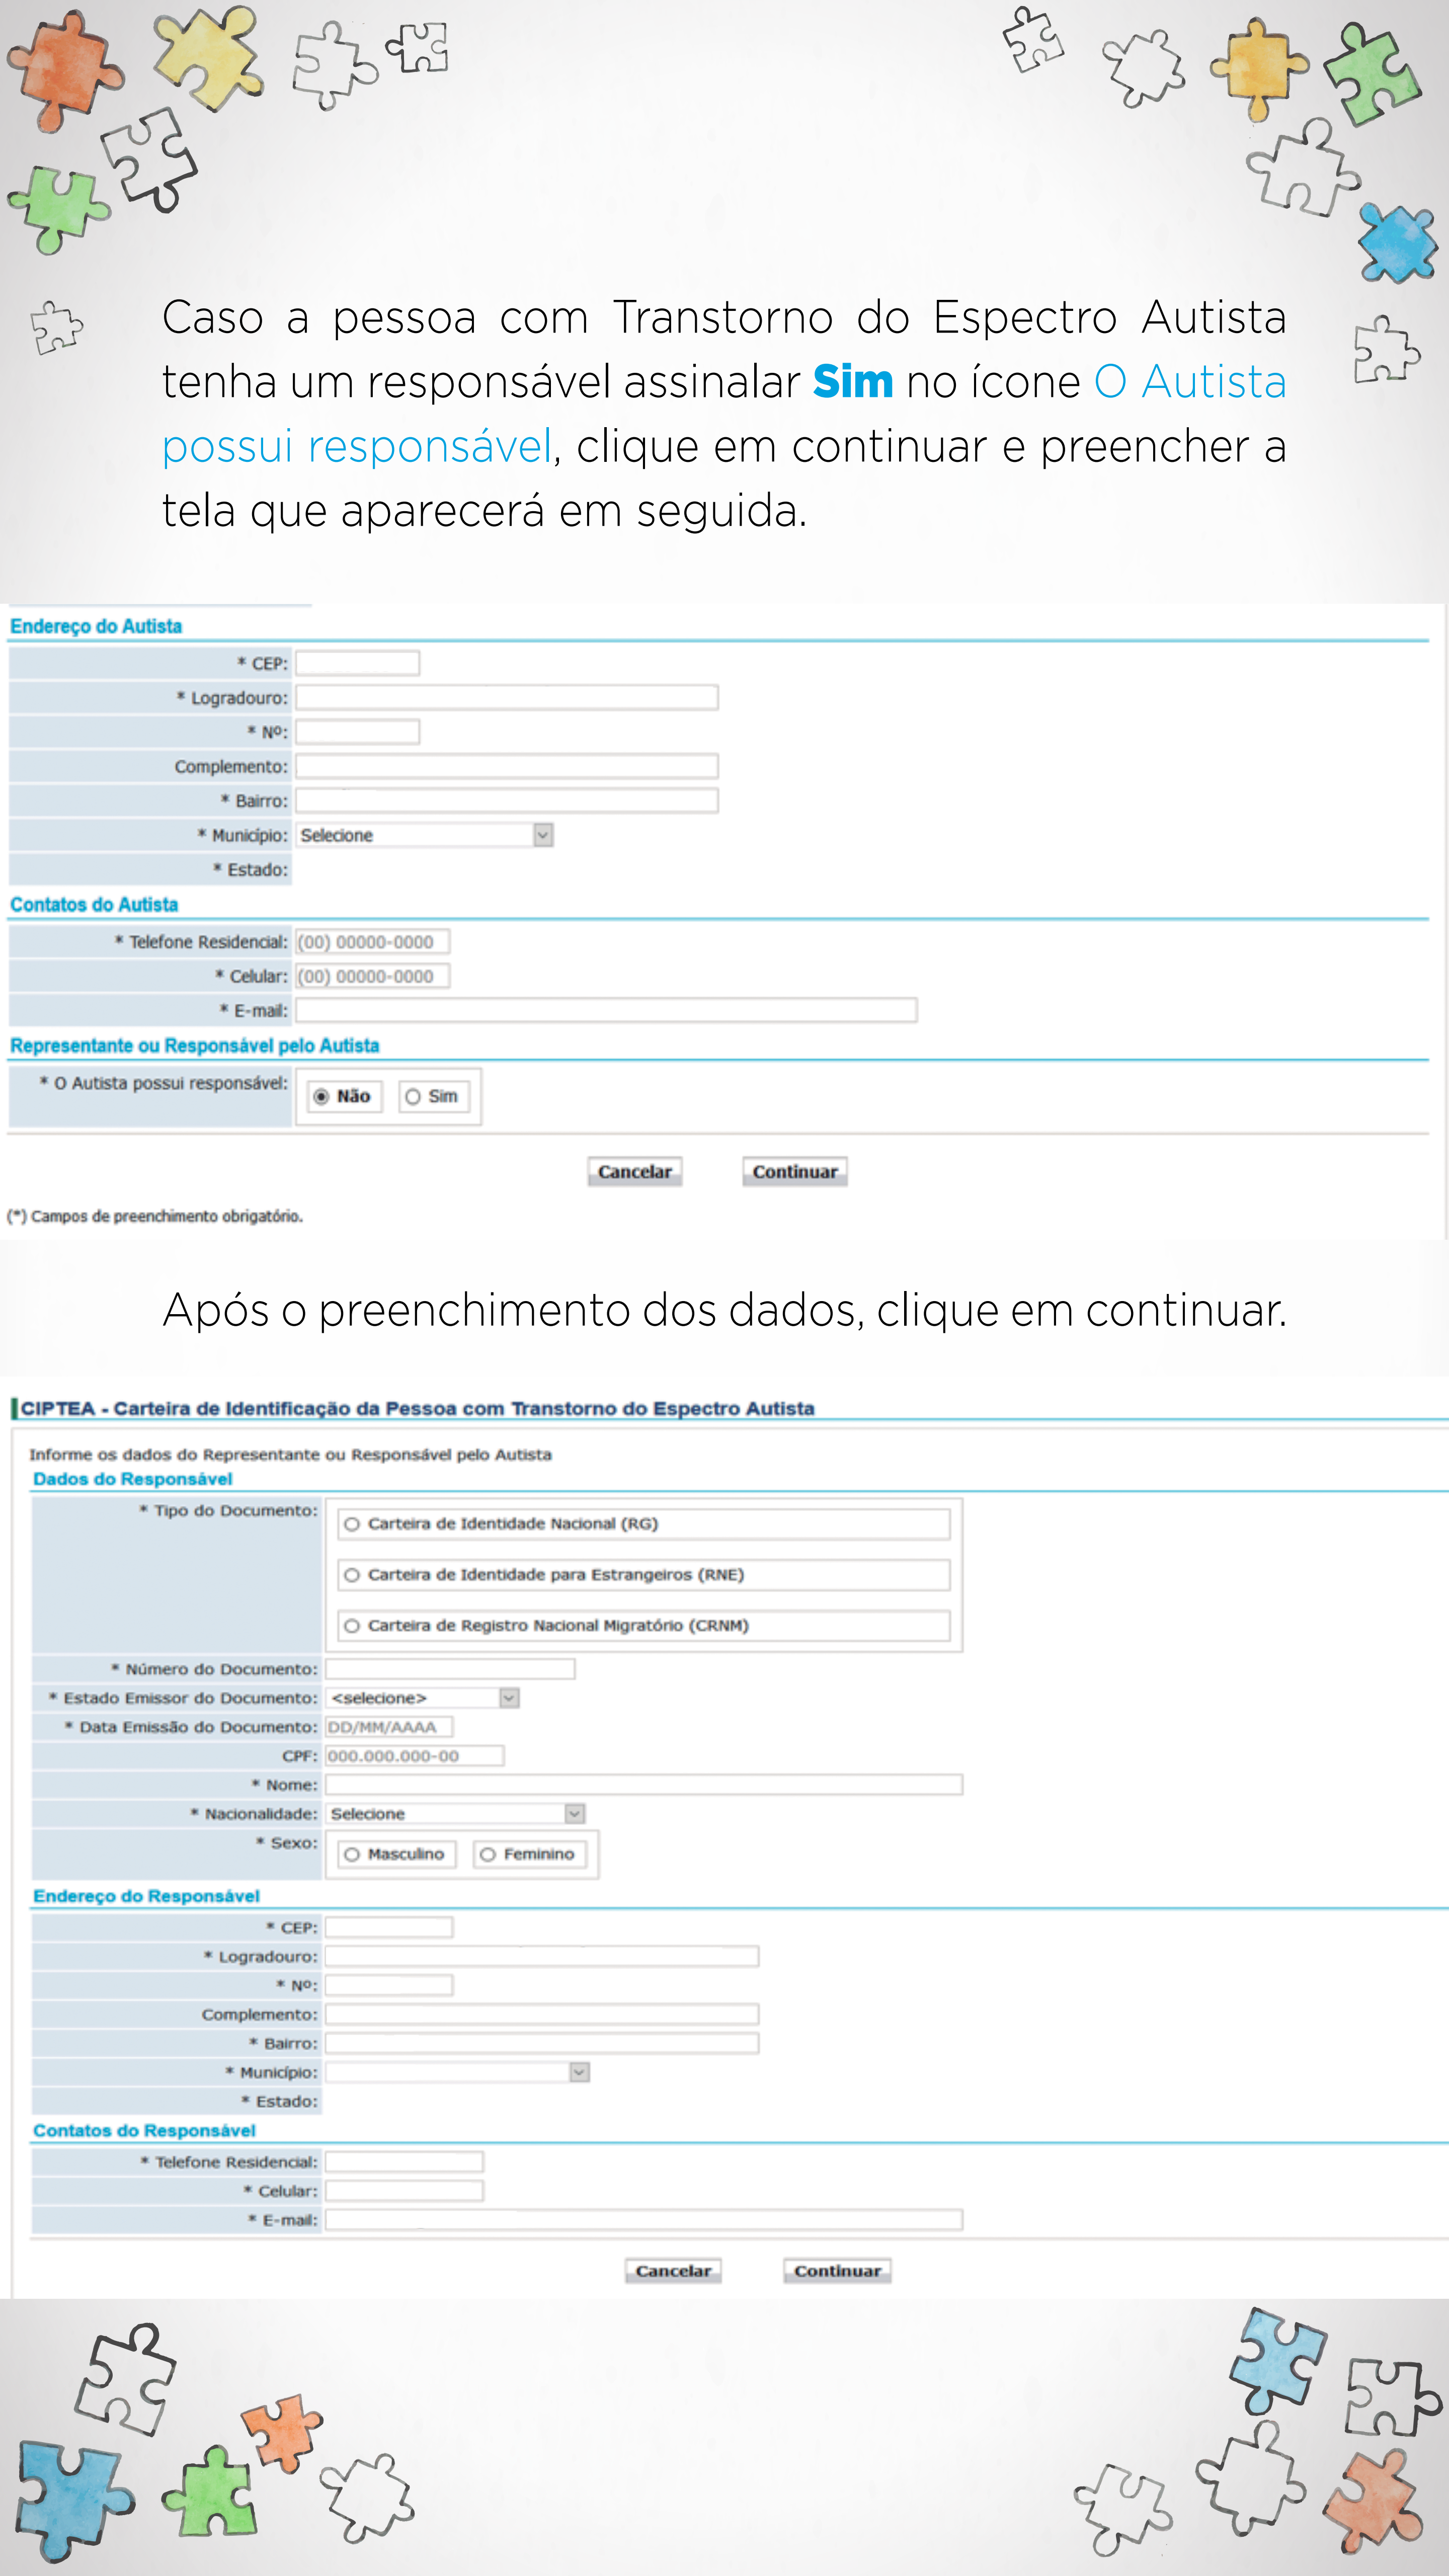 Caso a pessoa com Transtorno do Espectro Autista
tenha um responsável assinalar Sim no ícone O Autista
possui responsável, clique em continuar e preencher a
tela que aparecerá em seguida.
Endereço do Autista
* CEP:
* Logradouro:
* Nº:
Complemento:
* Bairro:
* Município: Selecione
* Estado:
Contatos do Autista
* Telefone Residencial: (00) 00000-0000
* Celular: (00) 00000-0000
* E-mail:
Representante ou Responsável pelo Autista
* O Autista possui responsável: Não Sim
Cancelar Continuar
(*) Campos de preenchimento obrigatório.
Após o preenchimento dos dados, clique em continuar.
CIPTEA - Carteira de Identificação da Pessoa com Transtorno do Espectro Autista
Informe os dados do Representante ou Responsável pelo Autista
Dados do Responsável
* Tipo do Documento: Carteira de Identidade Nacional (RG)
Carteira de Identidade para Estrangeiros (RNE)
Carteira de Registro Nacional Migratório (CRNM)
* Número do Documento:
* Estado Emissor do Documento: <selecione>
* Data Emissão do Documento: DD/MM/AAAA
CPF: 000.000.000-00
* Nome:
* Nacionalidade: Selecione
* Sexo: Masculino Feminino
Endereço do Responsável
* CEP:
* Logradouro:
* Nº:
Complemento:
* Bairro:
* Município:
* Estado:
Contatos do Responsável
* Telefone Residencial:
* Celular:
* E-mail:
Cancelar Continuar